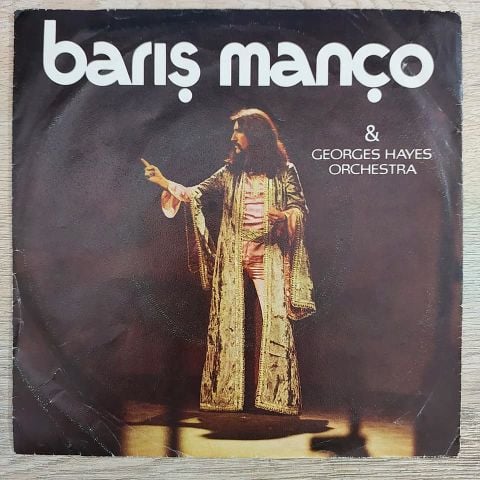 barış manço
&
GEORGES HAYES
ORCHESTRA